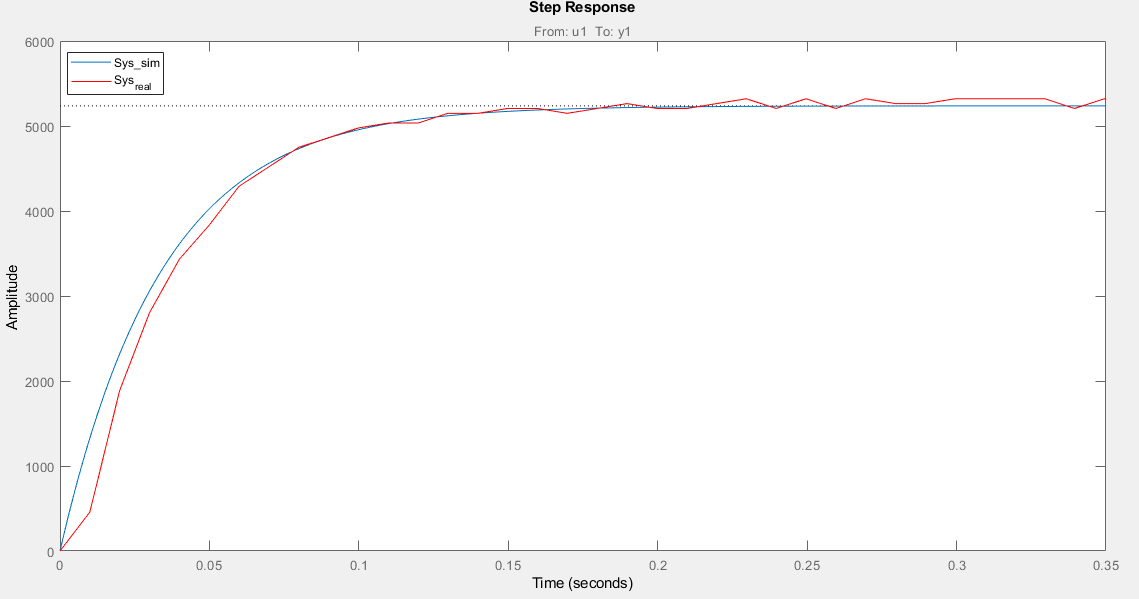 Step Response
From: u1 To: y1
Sys_sim
Sys_real
6000
5000
4000
3000
2000
1000
0
Amplitude
0 0.05 0.1 0.15 0.2 0.25 0.3 0.35
Time (seconds)